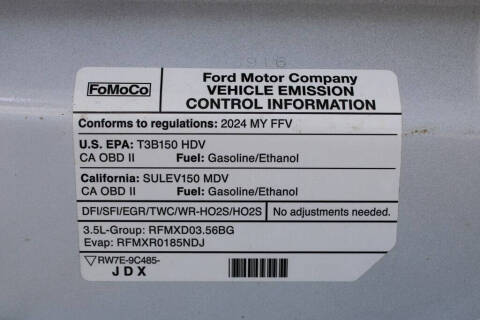 FoMoCo
Ford Motor Company
VEHICLE EMISSION
CONTROL INFORMATION
Conforms to regulations: 2024 MY FFV
U.S. EPA: T3B150 HDV
CA OBD II Fuel: Gasoline/Ethanol
California: SULEV150 MDV
CA OBD II Fuel: Gasoline/Ethanol
DFI/SFI/EGR/TWC/WR-HO2S/HO2S No adjustments needed.
3.5L-Group: RFMXD03.56BG
Evap: RFMXR0185NDJ
RW7E-9C485-
JDX